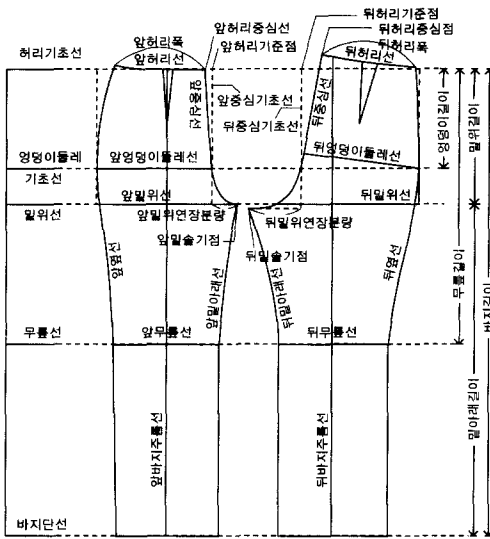 뒤허리기준점
앞허리중심선
뒤허리중심점
앞허리폭
앞허리기준점
뒤허리폭
허리기초선
앞허리선
뒤허리선
앞중심선
앞중심기초선
뒤중심선
뒤중심기초선
엉덩이길이
밑위길이
엉덩이둘레
앞엉덩이둘레선
뒤엉덩이둘레선
기초선
앞밑위선
뒤밑위선
밑위선
앞밑위연장분량
뒤밑위연장분량
앞밑솔기점
뒤밑솔기점
앞옆선
앞밑아래선
뒤밑아래선
뒤옆선
무릎길이
바지길이
무릎선
앞무릎선
뒤무릎선
밑아래길이
앞바지주름선
뒤바지주름선
바지단선